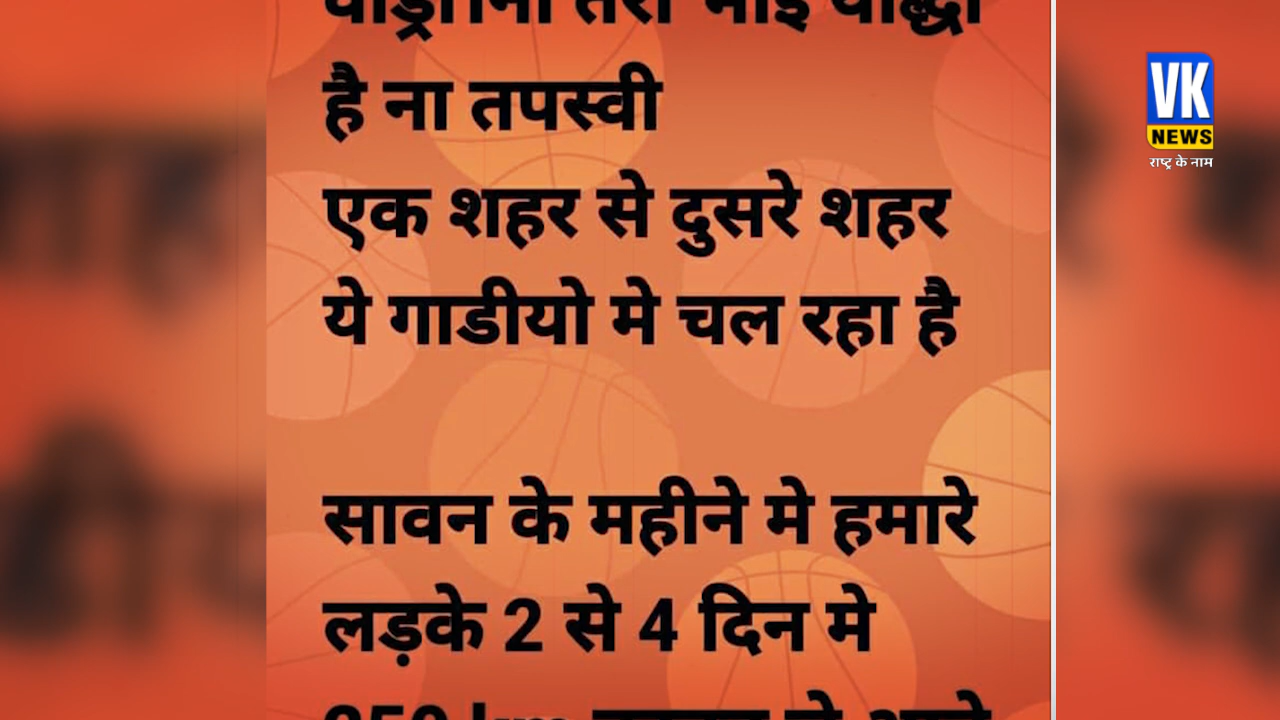 है ना तपस्वी
एक शहर से दुसरे शहर
ये गाडीयो मे चल रहा है
सावन के महीने मे हमारे
लड़के 2 से 4 दिन मे
VK
NEWS
राष्ट्र के नाम